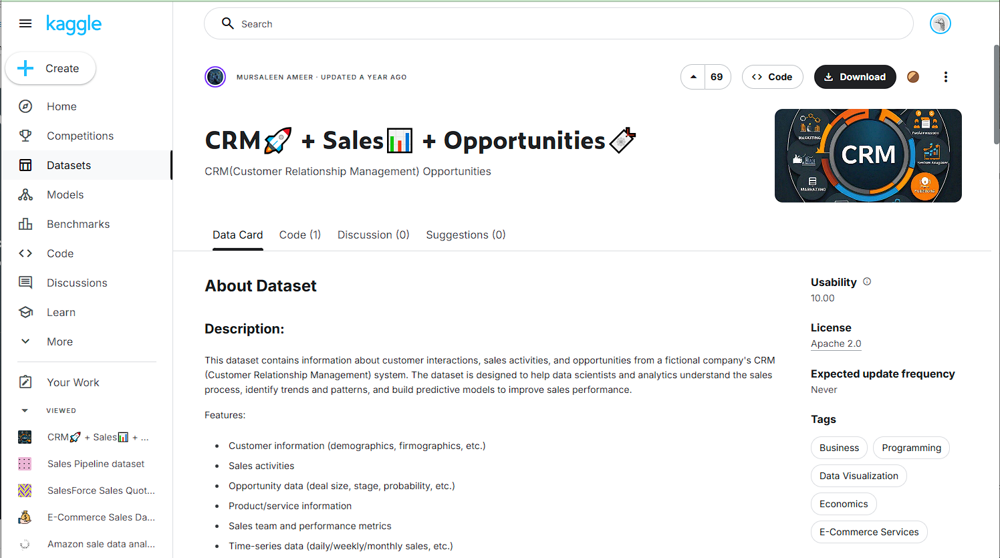 kaggle
Search
Create
Home
Competitions
Datasets
Models
Benchmarks
Code
Discussions
Learn
More
Your Work
VIEWED
CRM🚀 + Sales📊 + ...
Sales Pipeline dataset
SalesForce Sales Quot...
E-Commerce Sales Da...
Amazon sale data anal...
MURSALEEN AMEER · UPDATED A YEAR AGO
69
<> Code
Download
CRM🚀 + Sales📊 + Opportunities
CRM(Customer Relationship Management) Opportunities
CRM
MARKETING
Data Card
Code (1)
Discussion (0)
Suggestions (0)
About Dataset
Description:
This dataset contains information about customer interactions, sales activities, and opportunities from a fictional company's CRM
(Customer Relationship Management) system. The dataset is designed to help data scientists and analytics understand the sales
process, identify trends and patterns, and build predictive models to improve sales performance.
Features:
• Customer information (demographics, firmographics, etc.)
• Sales activities
• Opportunity data (deal size, stage, probability, etc.)
• Product/service information
• Sales team and performance metrics
• Time-series data (daily/weekly/monthly sales, etc.)
Usability
10.00
License
Apache 2.0
Expected update frequency
Never
Tags
Business
Programming
Data Visualization
Economics
E-Commerce Services